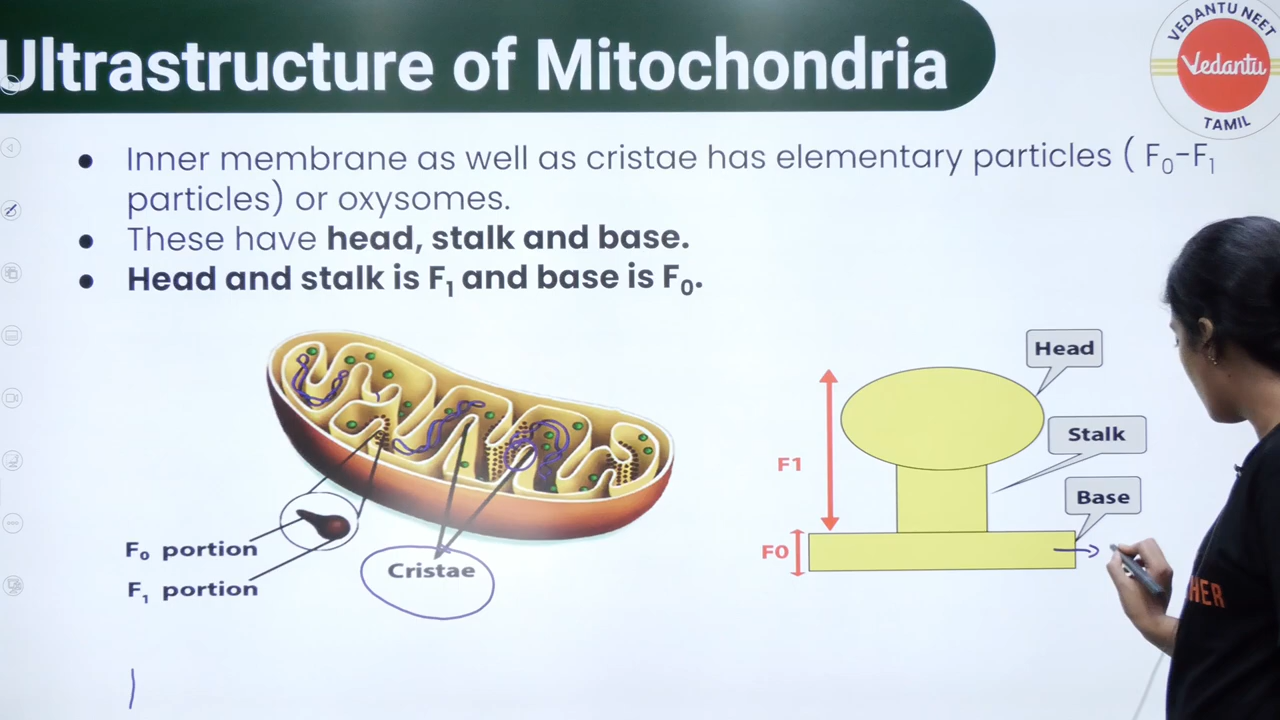 Ultrastructure of Mitochondria
VEDANTU NEET
Vedantu
TAMIL
• Inner membrane as well as cristae has elementary particles ( F₀-F₁
particles) or oxysomes.
• These have head, stalk and base.
• Head and stalk is F₁ and base is F₀.
Head
Stalk
F1
Base
F0
F₀ portion
F₁ portion
Cristae
HER